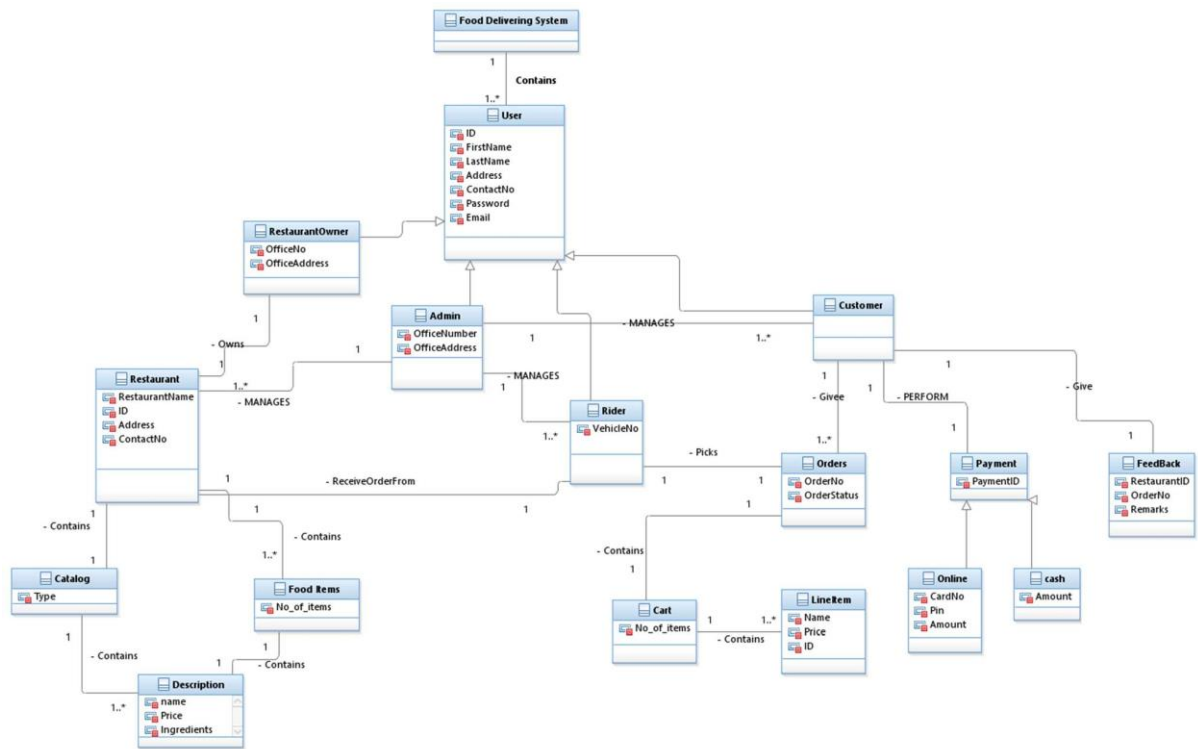 Food Delivering System
1
Contains
1..*
User
ID
FirstName
LastName
Address
ContactNo
Password
Email
RestaurantOwner
OfficeNo
OfficeAddress
1
- Owns
1
Admin
OfficeNumber
OfficeAddress
1
- MANAGES
1..*
Customer
1
1..*
- MANAGES
- MANAGES
1
1..*
Restaurant
RestaurantName
ID
Address
ContactNo
Rider
VehicleNo
1
- Givee
1..*
1
- PERFORM
1
1
- Give
1
- Picks
1
1
Orders
OrderNo
OrderStatus
Payment
PaymentID
FeedBack
RestaurantID
OrderNo
Remarks
1
- ReceiveOrderFrom
1
1
- Contains
1
1
- Contains
1..*
1
- Contains
1
Catalog
Type
Food Items
No_of_items
Cart
No_of_items
1
1..*
- Contains
LineItem
Name
Price
ID
Online
CardNo
Pin
Amount
cash
Amount
1
- Contains
1..*
1
- Contains
1
Description
name
Price
Ingredients